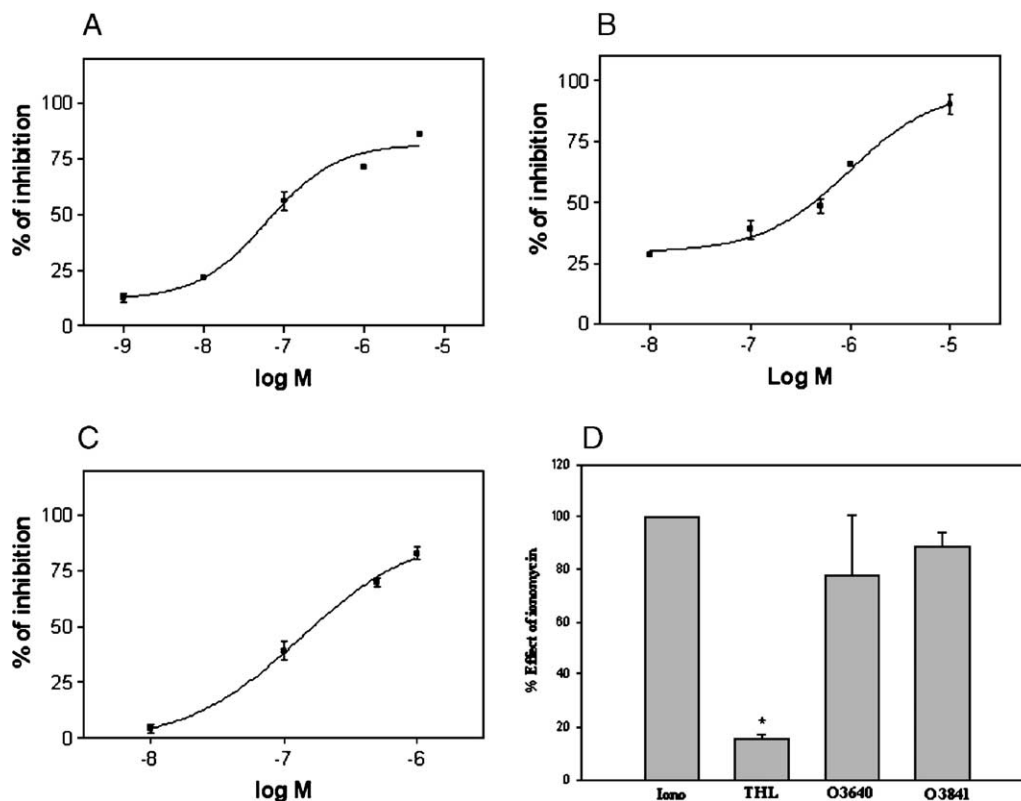 A
% of inhibition
100
75
50
25
0
-9 -8 -7 -6 -5
log M
B
% of inhibition
100
75
50
25
0
-8 -7 -6 -5
Log M
C
% of inhibition
100
75
50
25
0
-8 -7 -6
log M
D
% Effect of ionomycin
120
100
80
60
40
20
0
*
Iono THL O3640 O3841